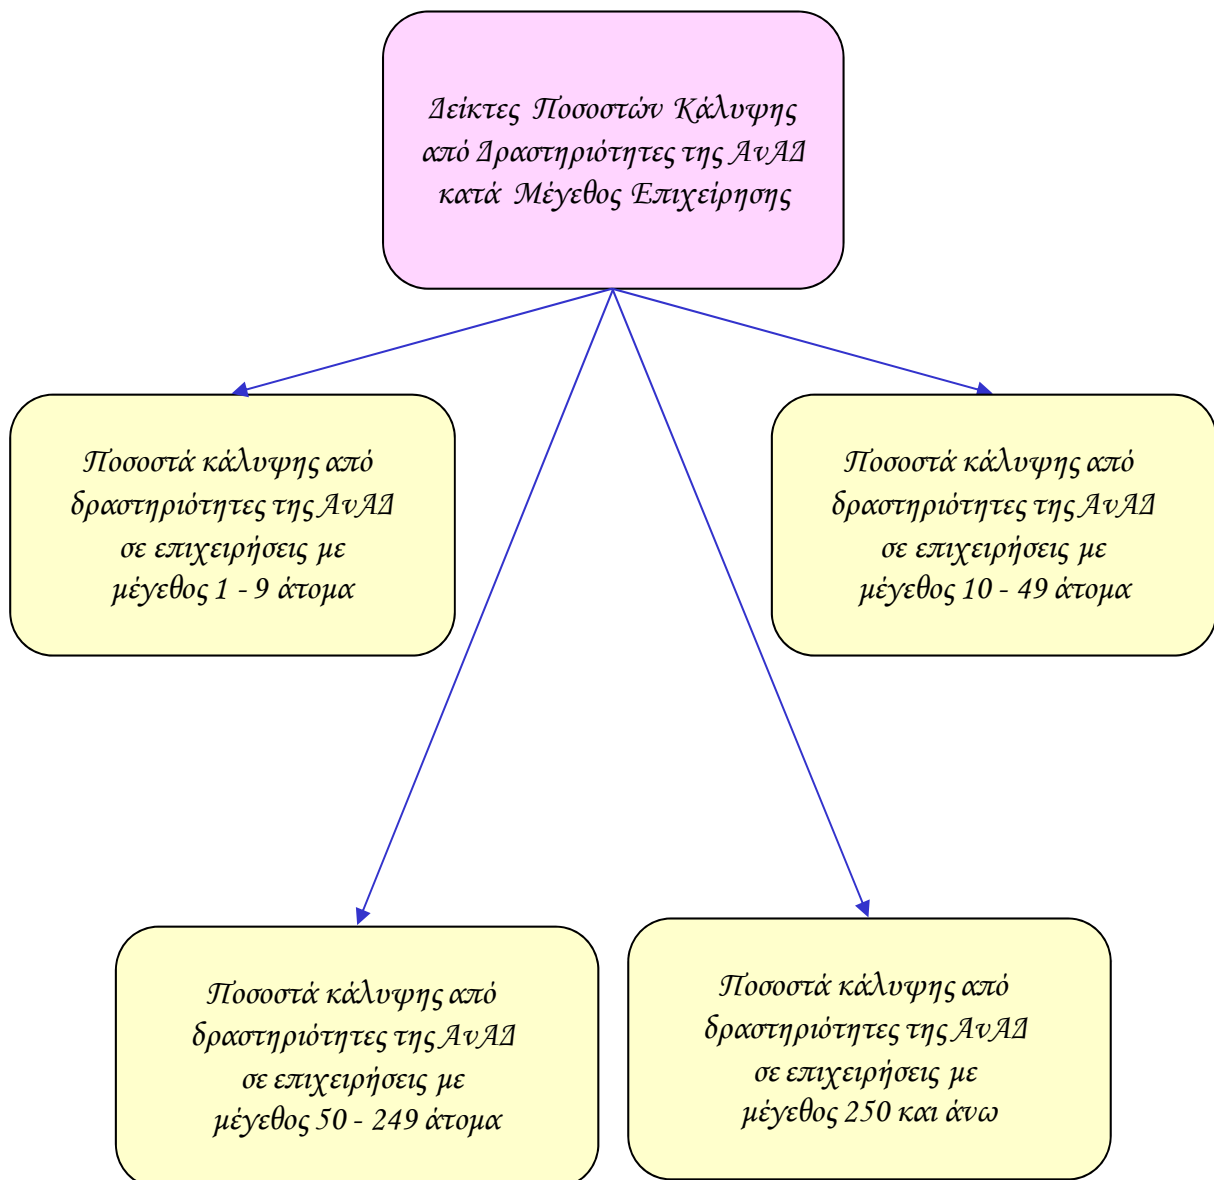 Δείκτες Ποσοστών Κάλυψης
από Δραστηριότητες της ΑνΑΔ
κατά Μέγεθος Επιχείρησης
Ποσοστά κάλυψης από
δραστηριότητες της ΑνΑΔ
σε επιχειρήσεις με
μέγεθος 1 - 9 άτομα
Ποσοστά κάλυψης από
δραστηριότητες της ΑνΑΔ
σε επιχειρήσεις με
μέγεθος 10 - 49 άτομα
Ποσοστά κάλυψης από
δραστηριότητες της ΑνΑΔ
σε επιχειρήσεις με
μέγεθος 50 - 249 άτομα
Ποσοστά κάλυψης από
δραστηριότητες της ΑνΑΔ
σε επιχειρήσεις με
μέγεθος 250 και άνω